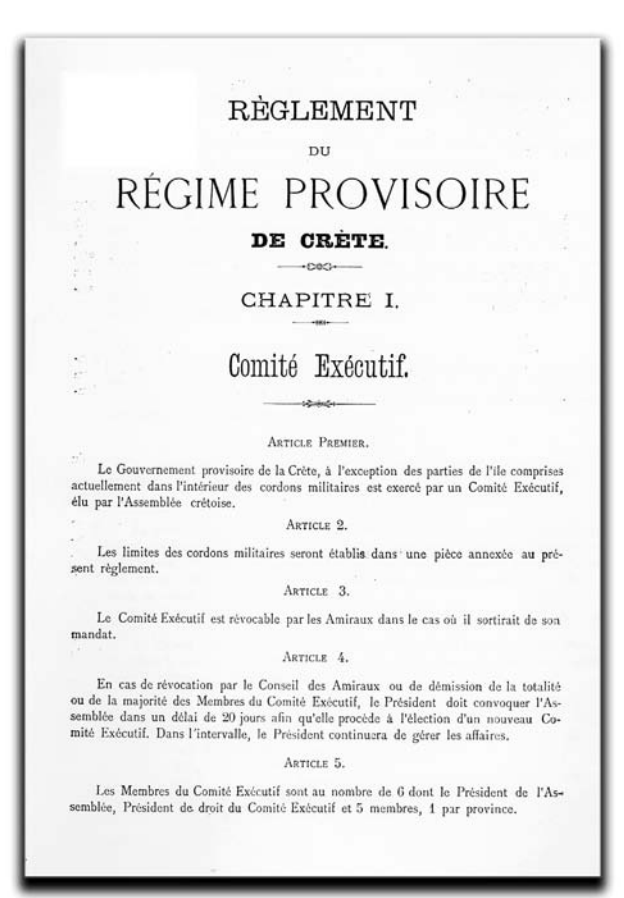 RÈGLEMENT
DU
RÉGIME PROVISOIRE
DE CRÈTE.
CHAPITRE I.
Comité Exécutif.
ARTICLE PREMIER.
Le Gouvernement provisoire de la Crète, à l'exception des parties de l'île comprises
actuellement dans l'intérieur des cordons militaires est exercé par un Comité Exécutif,
élu par l'Assemblée crétoise.
ARTICLE 2.
Les limites des cordons militaires seront établis dans une pièce annexée au pré-
sent règlement.
ARTICLE 3.
Le Comité Exécutif est révocable par les Amiraux dans le cas où il sortirait de son
mandat.
ARTICLE 4.
En cas de révocation par le Conseil des Amiraux ou de démission de la totalité
ou de la majorité des Membres du Comité Exécutif, le Président doit convoquer l'As-
semblée dans un délai de 20 jours afin qu'elle procède à l'élection d'un nouveau Co-
mité Exécutif. Dans l'intervalle, le Président continuera de gérer les affaires.
ARTICLE 5.
Les Membres du Comité Exécutif sont au nombre de 6 dont le Président de l'As-
semblée, Président de droit du Comité Exécutif et 5 membres, 1 par province.